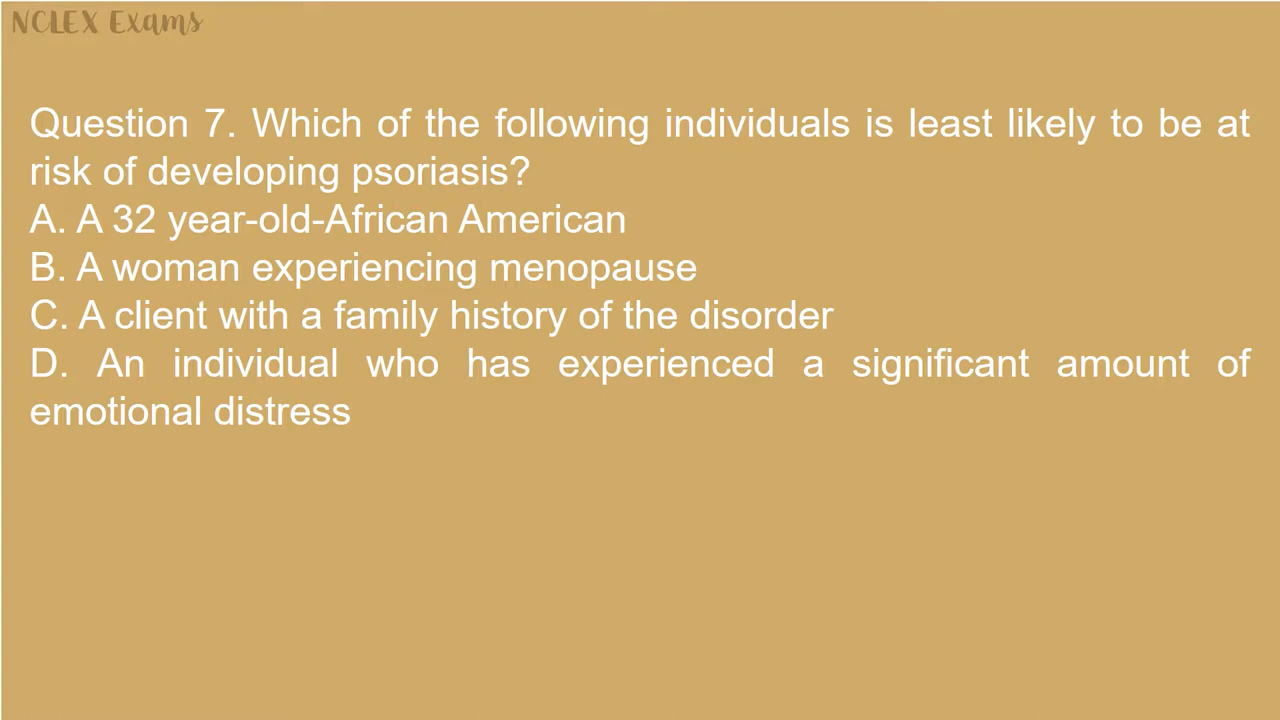 NCLEX Exams
Question 7. Which of the following individuals is least likely to be at
risk of developing psoriasis?
A. A 32 year-old-African American
B. A woman experiencing menopause
C. A client with a family history of the disorder
D. An individual who has experienced a significant amount of
emotional distress